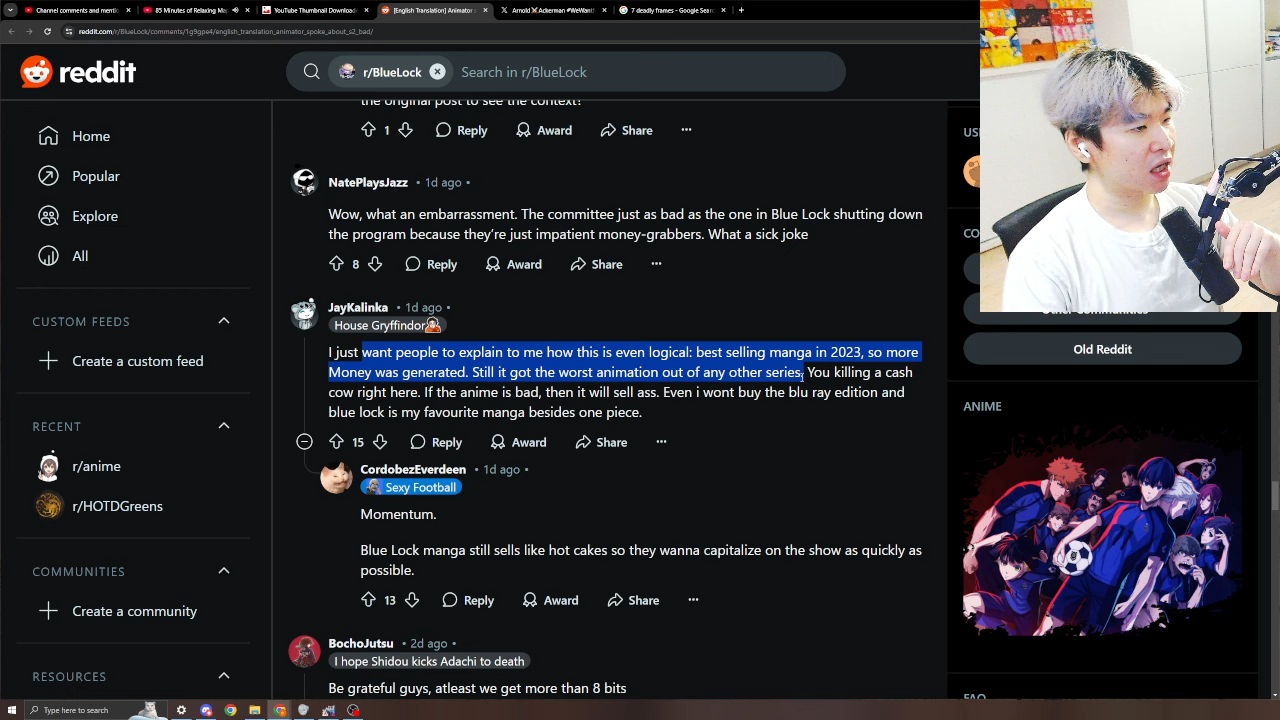 Channel comments and mentio
85 Minutes of Relaxing Ma
YouTube Thumbnail Downloade
[English Translation] Animator s
Arnold Ackerman #WeWant
7 deadly frames - Google Sear
reddit.com/r/BlueLock/comments/1g9gpe4/english_translation_animator_spoke_about_s2_bad/
reddit
r/BlueLock
Search in r/BlueLock
Home
Popular
Explore
All
CUSTOM FEEDS
Create a custom feed
RECENT
r/anime
r/HOTDGreens
COMMUNITIES
Create a community
RESOURCES
the original post to see the context?
1 Reply Award Share
NatePlaysJazz • 1d ago •
Wow, what an embarrassment. The committee just as bad as the one in Blue Lock shutting down
the program because they're just impatient money-grabbers. What a sick joke
8 Reply Award Share
JayKalinka • 1d ago •
House Gryffindor
I just want people to explain to me how this is even logical: best selling manga in 2023, so more
Money was generated. Still it got the worst animation out of any other series. You killing a cash
cow right here. If the anime is bad, then it will sell ass. Even i wont buy the blu ray edition and
blue lock is my favourite manga besides one piece.
15 Reply Award Share
CordobezEverdeen • 1d ago •
Sexy Football
Momentum.
Blue Lock manga still sells like hot cakes so they wanna capitalize on the show as quickly as
possible.
13 Reply Award Share
BochoJutsu • 2d ago •
I hope Shidou kicks Adachi to death
Be grateful guys, atleast we get more than 8 bits
Old Reddit
ANIME
FAQ
Type here to search